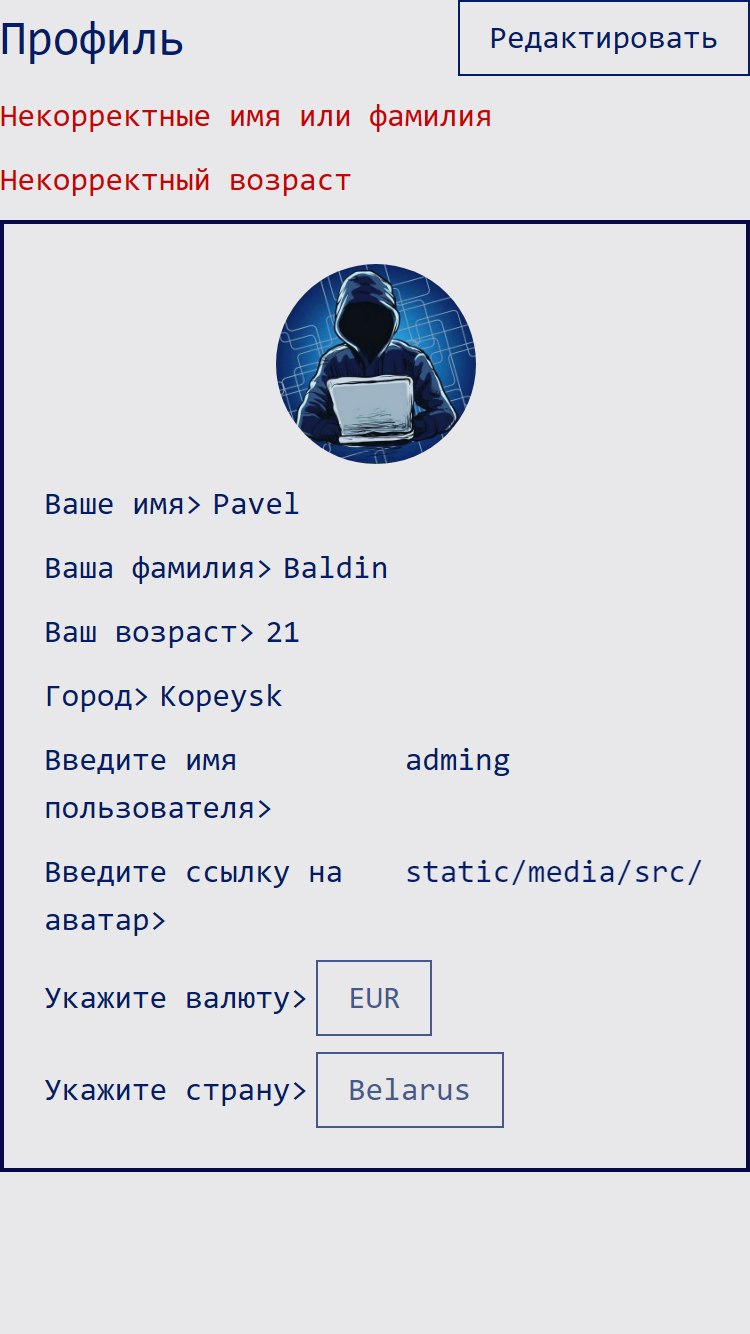 Профиль
Редактировать
Некорректные имя или фамилия
Некорректный возраст
Ваше имя> Pavel
Ваша фамилия> Baldin
Ваш возраст> 21
Город> Kopeysk
Введите имя adming
пользователя>
Введите ссылку на static/media/src/
аватар>
Укажите валюту> EUR
Укажите страну> Belarus